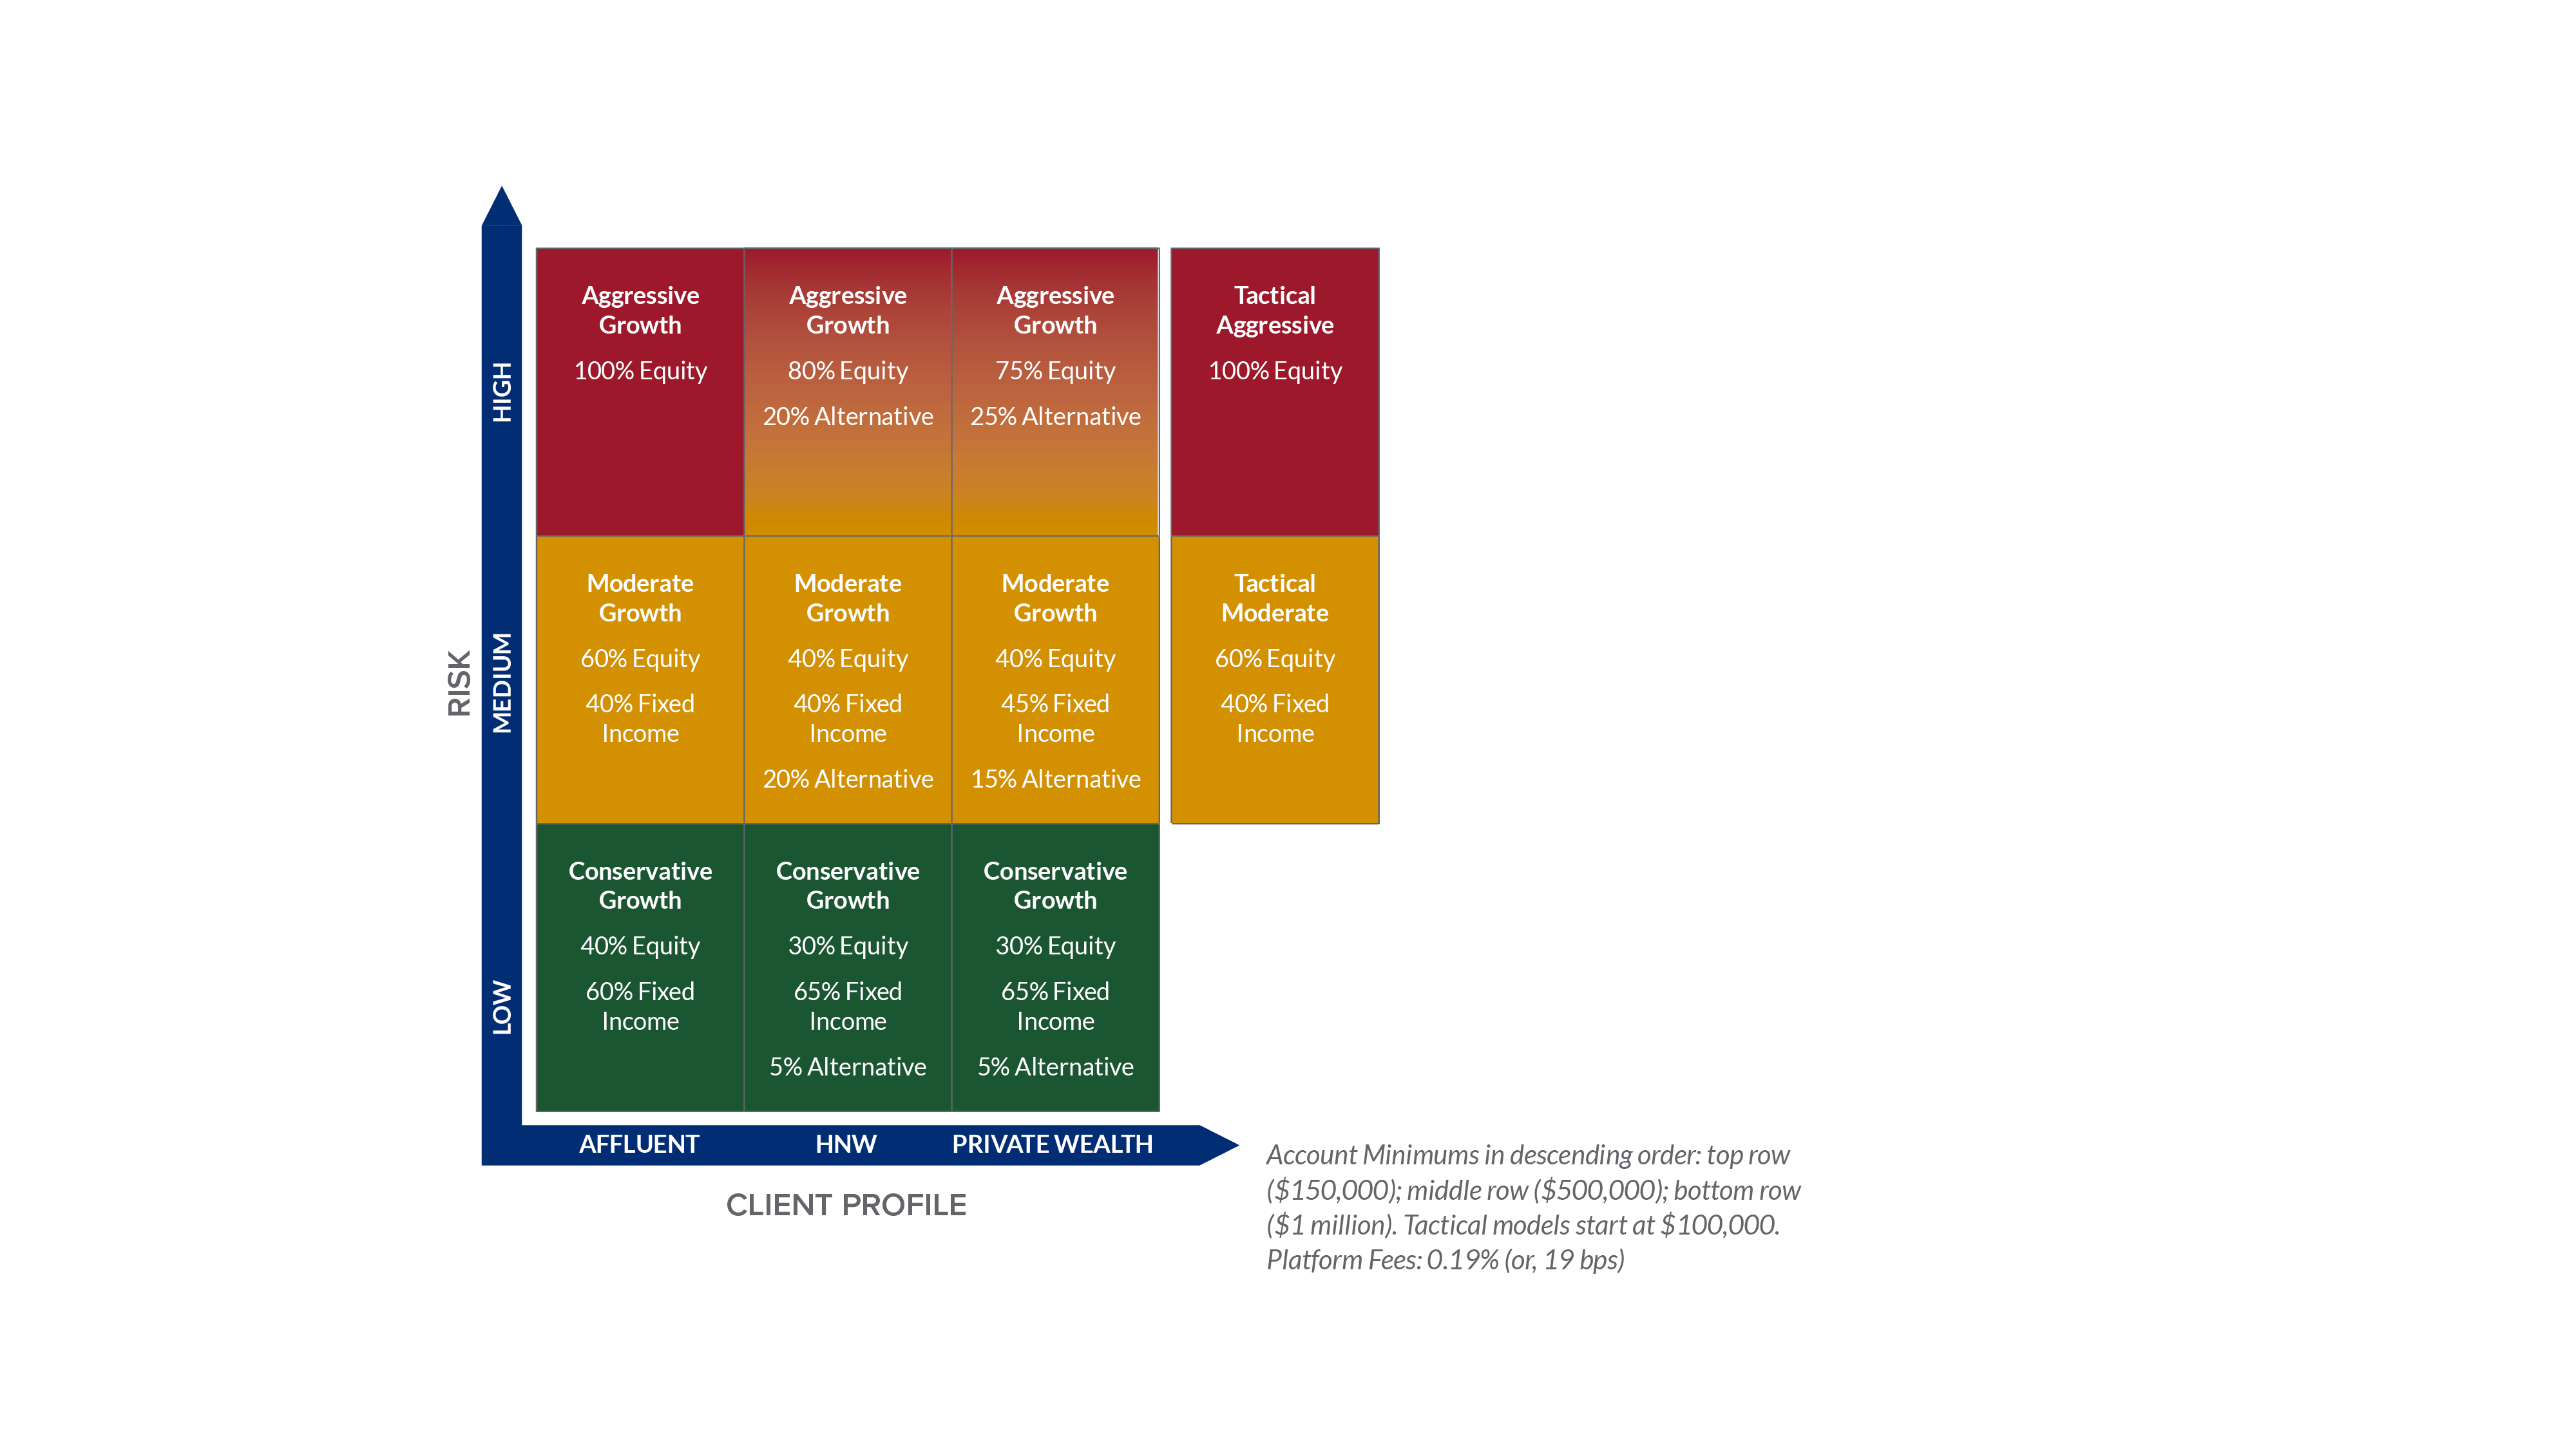 RISK
HIGH
MEDIUM
LOW
Aggressive
Growth
100% Equity
Aggressive
Growth
80% Equity
20% Alternative
Aggressive
Growth
75% Equity
25% Alternative
Tactical
Aggressive
100% Equity
Moderate
Growth
60% Equity
40% Fixed
Income
Moderate
Growth
40% Equity
40% Fixed
Income
20% Alternative
Moderate
Growth
40% Equity
45% Fixed
Income
15% Alternative
Tactical
Moderate
60% Equity
40% Fixed
Income
Conservative
Growth
40% Equity
60% Fixed
Income
Conservative
Growth
30% Equity
65% Fixed
Income
5% Alternative
Conservative
Growth
30% Equity
65% Fixed
Income
5% Alternative
AFFLUENT
HNW
PRIVATE WEALTH
CLIENT PROFILE
Account Minimums in descending order: top row
($150,000); middle row ($500,000); bottom row
($1 million). Tactical models start at $100,000.
Platform Fees: 0.19% (or, 19 bps)